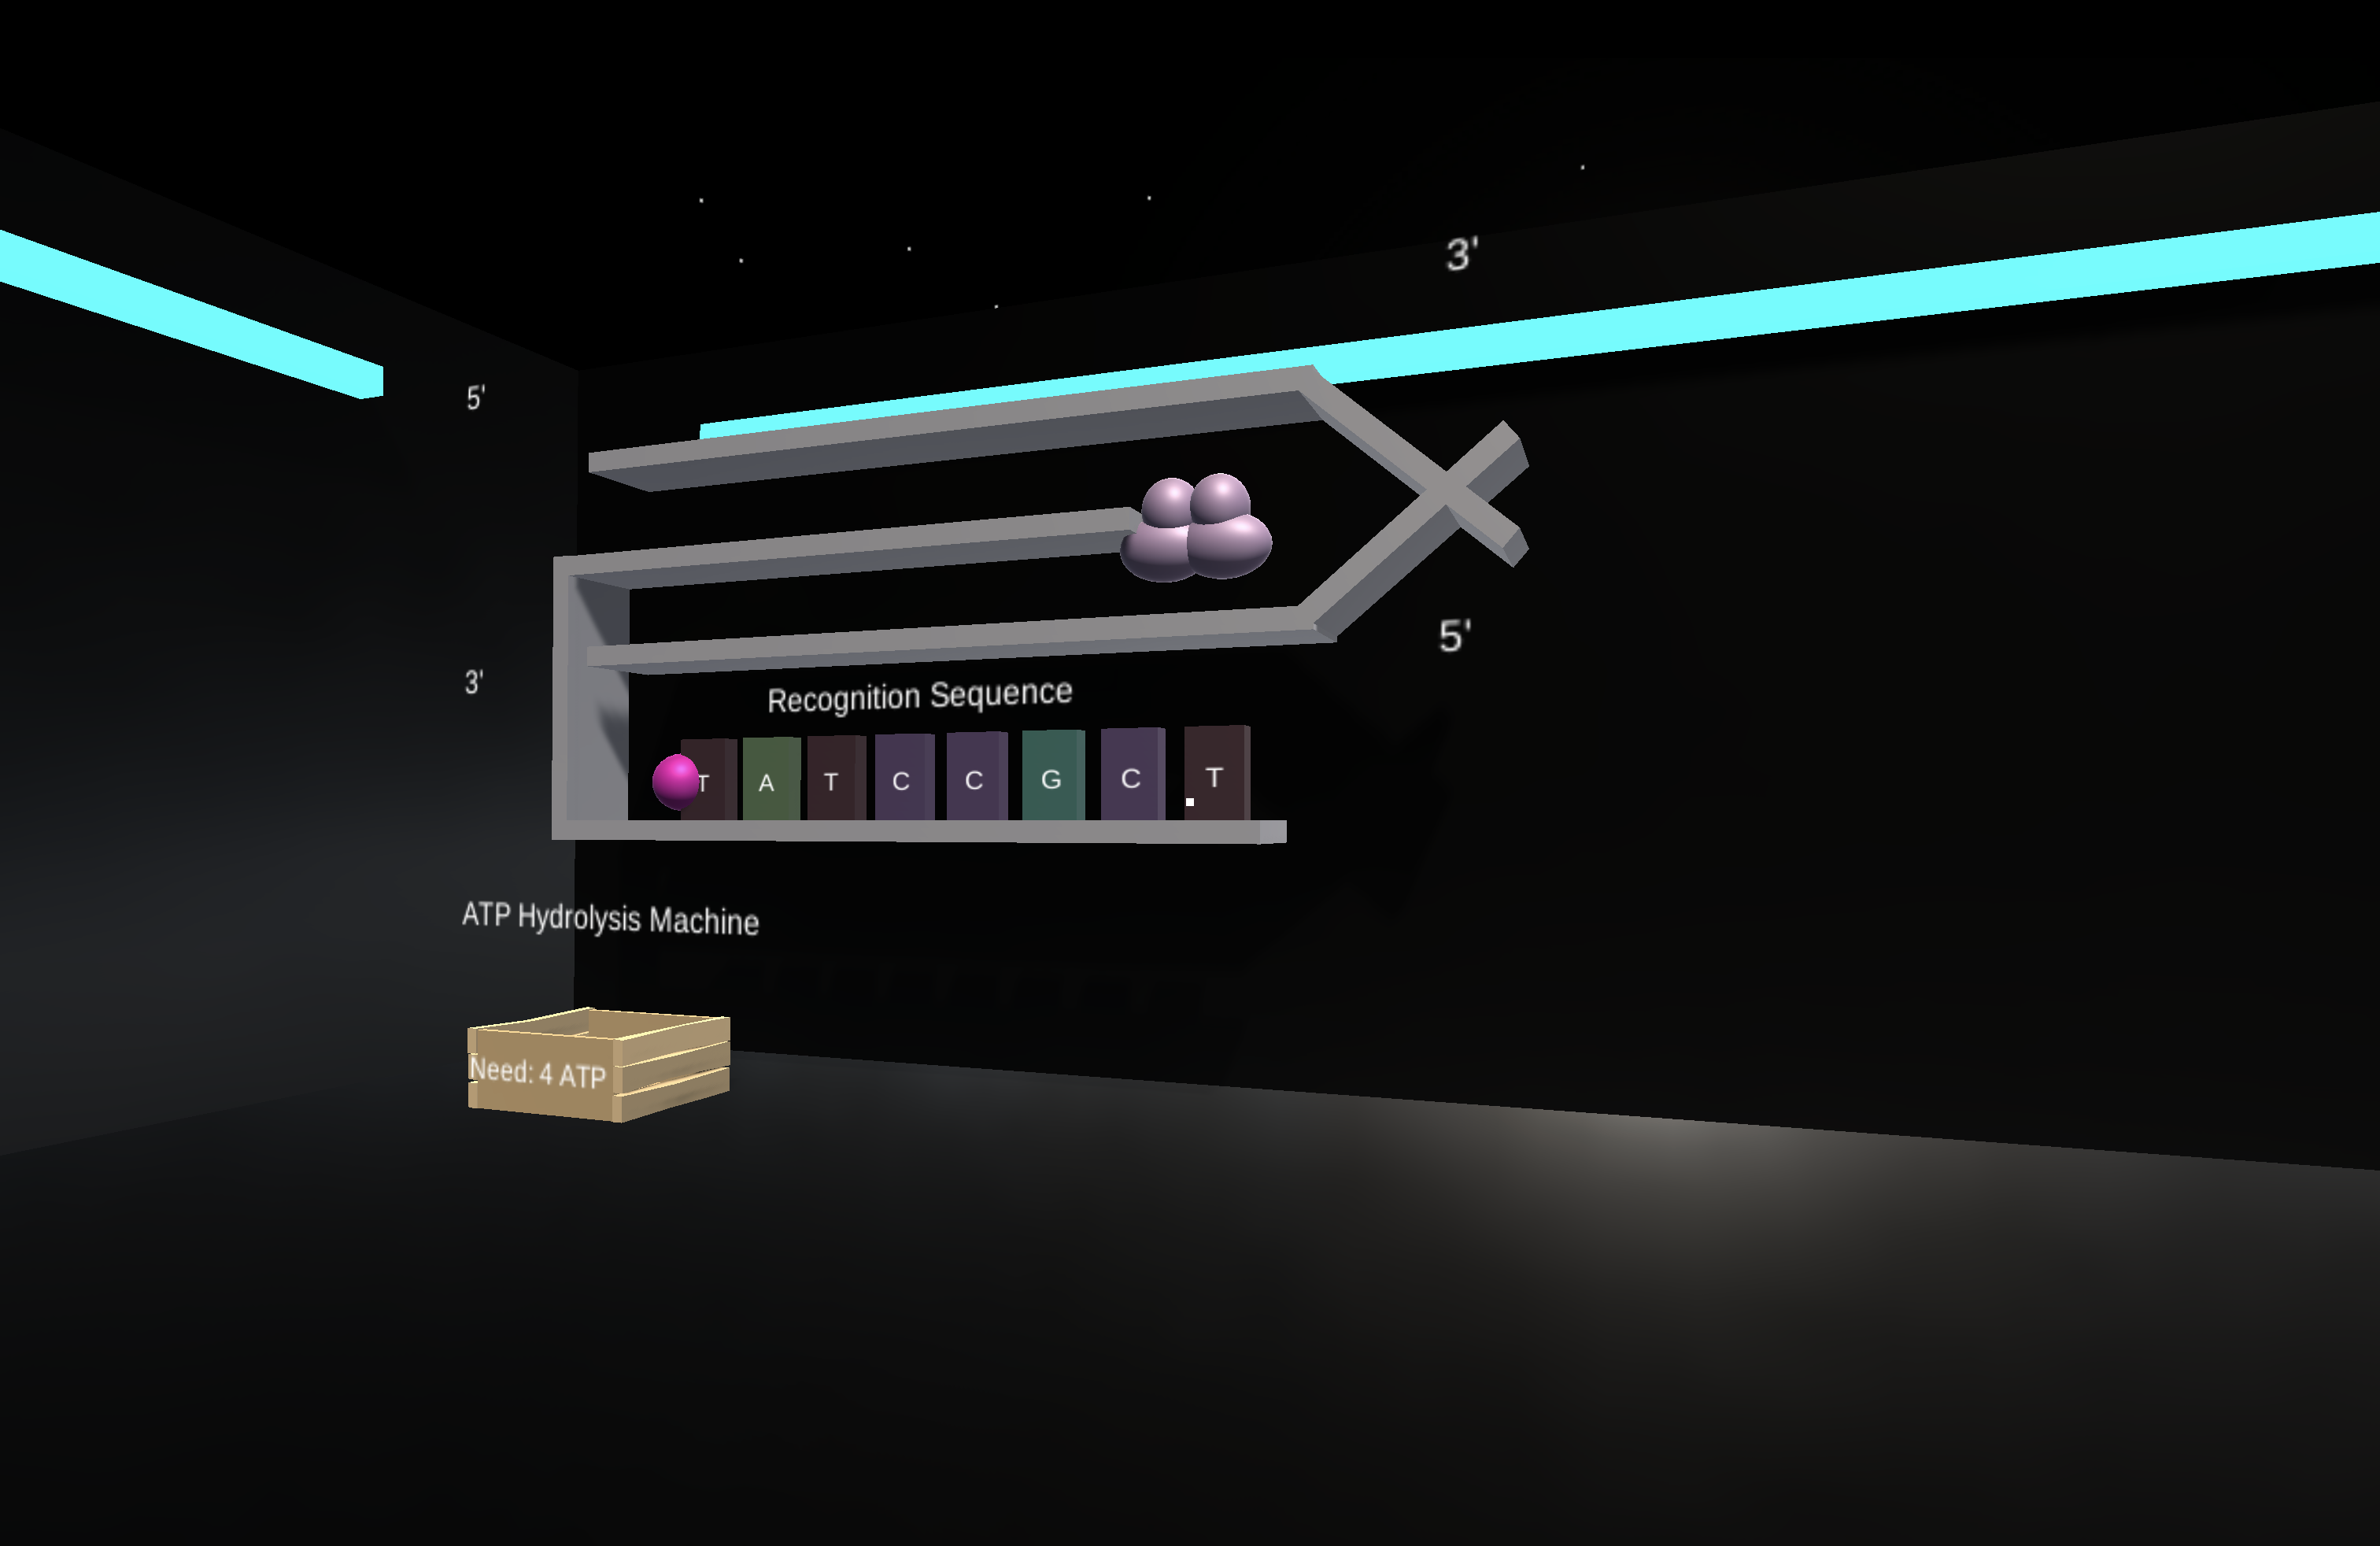 3'
5'
5'
3'
Recognition Sequence
T A T C C G C T
ATP Hydrolysis Machine
Need: 4 ATP